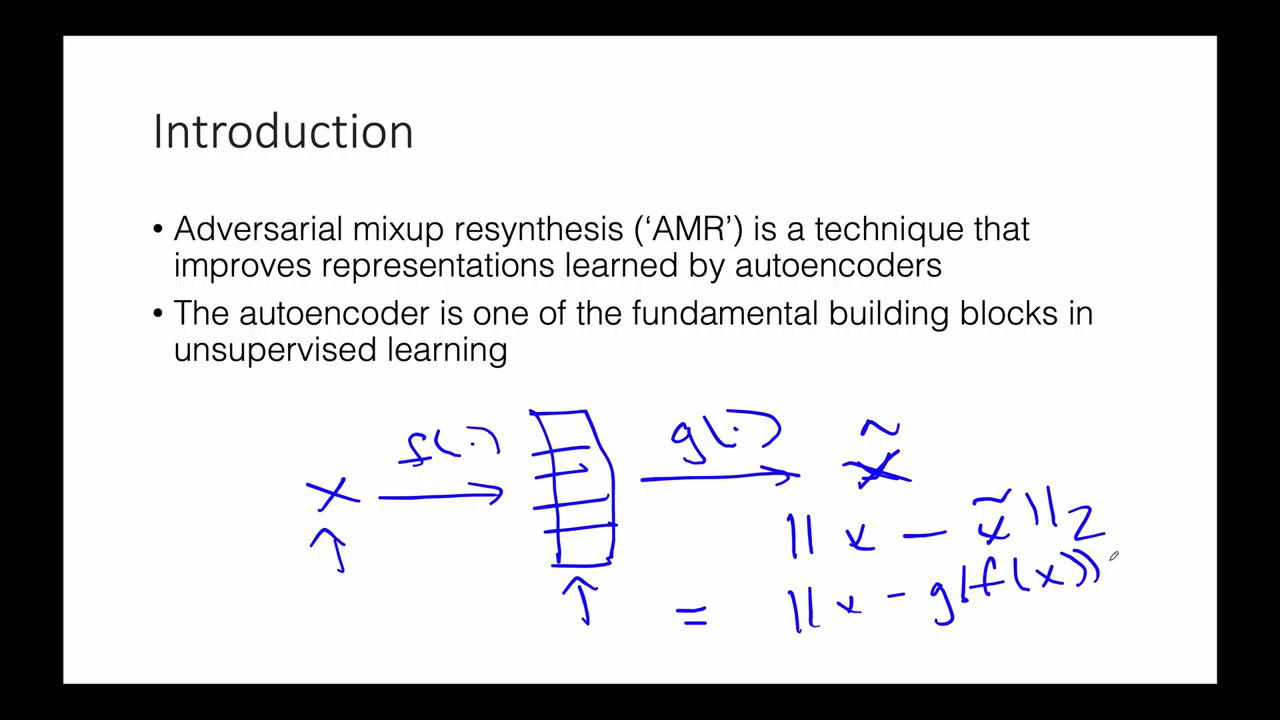 Introduction
• Adversarial mixup resynthesis (‘AMR’) is a technique that
improves representations learned by autoencoders
• The autoencoder is one of the fundamental building blocks in
unsupervised learning
x f(·) g(·) x̃
||x - x̃||2
= ||x - g(f(x))